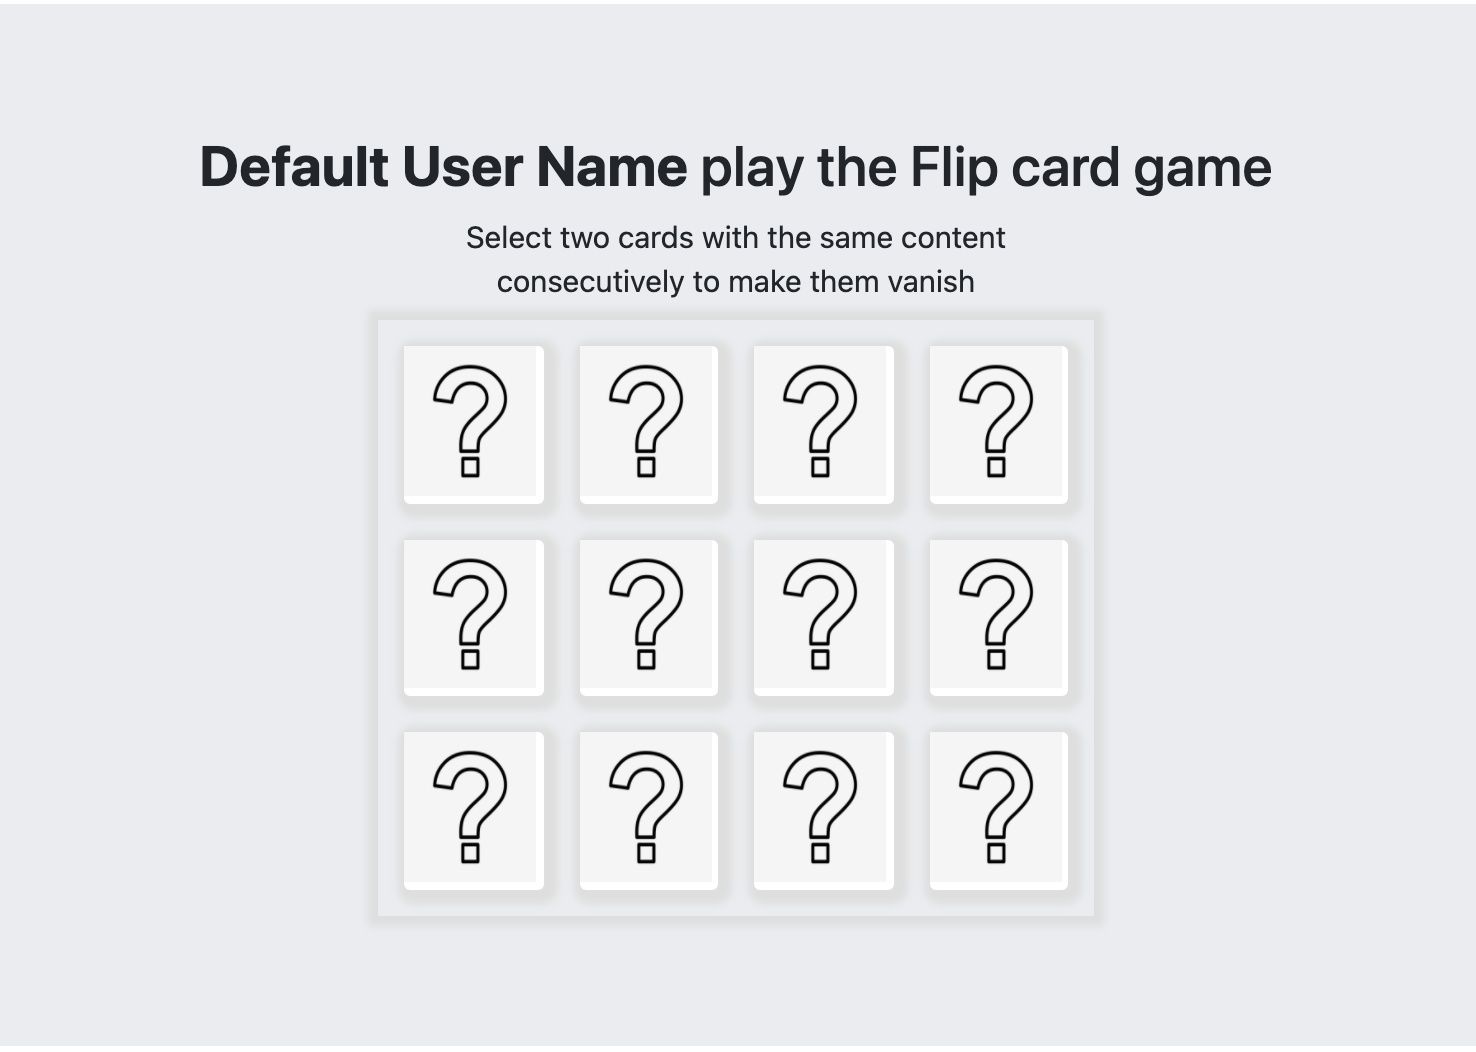 Default User Name play the Flip card game
Select two cards with the same content
consecutively to make them vanish
? ? ? ?
? ? ? ?
? ? ? ?